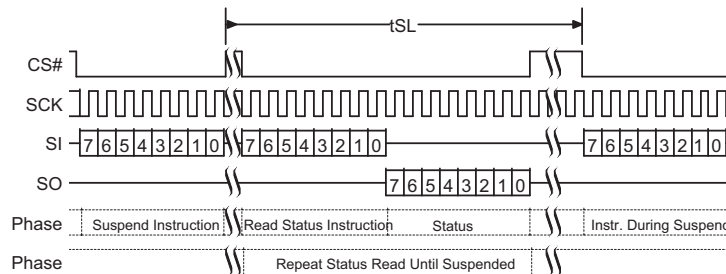 tSL
CS#
SCK
SI 7 6 5 4 3 2 1 0 7 6 5 4 3 2 1 0 7 6 5 4 3 2 1 0
SO 7 6 5 4 3 2 1 0
Phase Suspend Instruction Read Status Instruction Status Instr. During Suspend
Phase Repeat Status Read Until Suspended